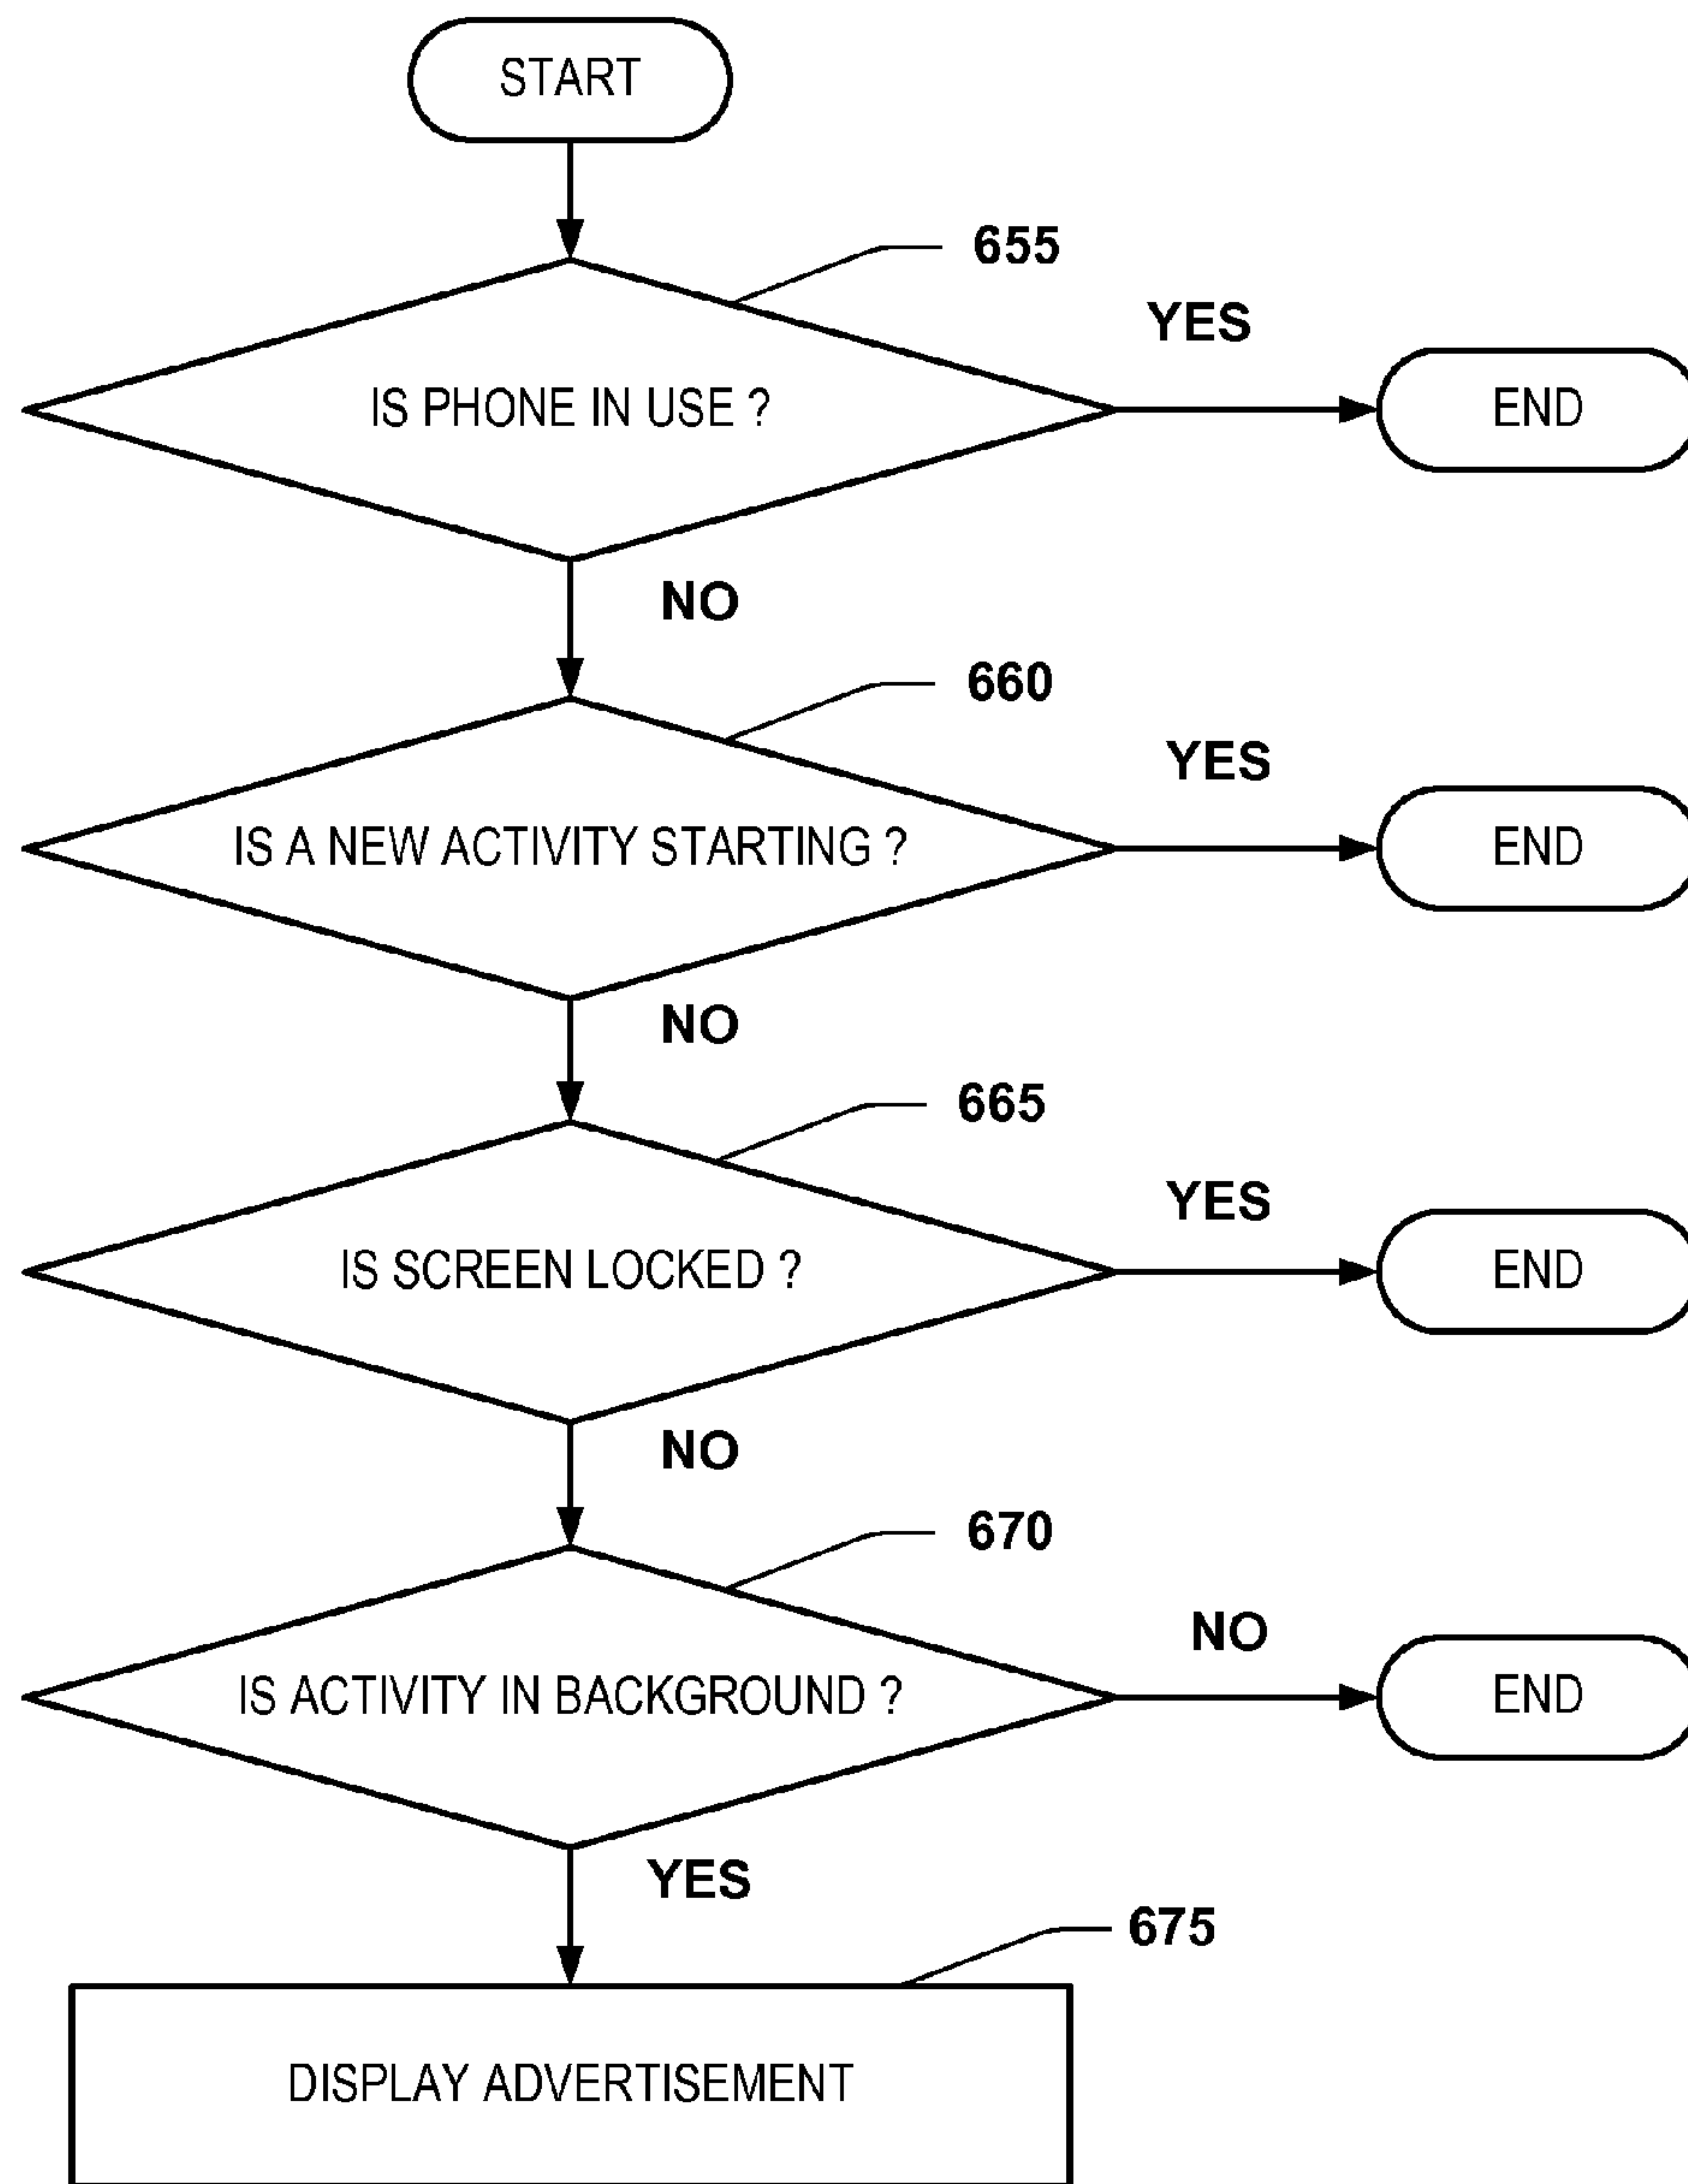 START
655
YES
IS PHONE IN USE ?
END
NO
660
YES
IS A NEW ACTIVITY STARTING ?
END
NO
665
YES
IS SCREEN LOCKED ?
END
NO
670
NO
IS ACTIVITY IN BACKGROUND ?
END
YES
675
DISPLAY ADVERTISEMENT